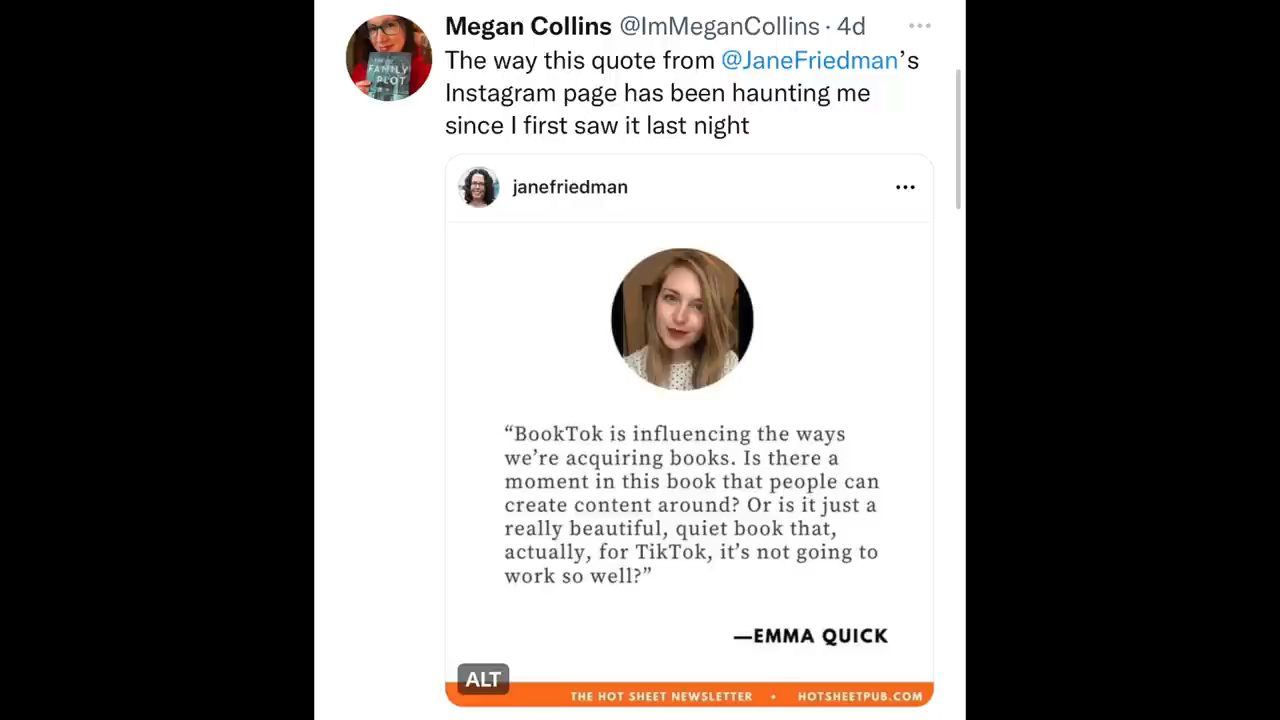 Megan Collins @ImMeganCollins · 4d
The way this quote from @JaneFriedman's
Instagram page has been haunting me
since I first saw it last night
THE FAMILY
PLOT
janefriedman
“BookTok is influencing the ways
we’re acquiring books. Is there a
moment in this book that people can
create content around? Or is it just a
really beautiful, quiet book that,
actually, for TikTok, it’s not going to
work so well?”
—EMMA QUICK
ALT
THE HOT SHEET NEWSLETTER • HOTSHEETPUB.COM